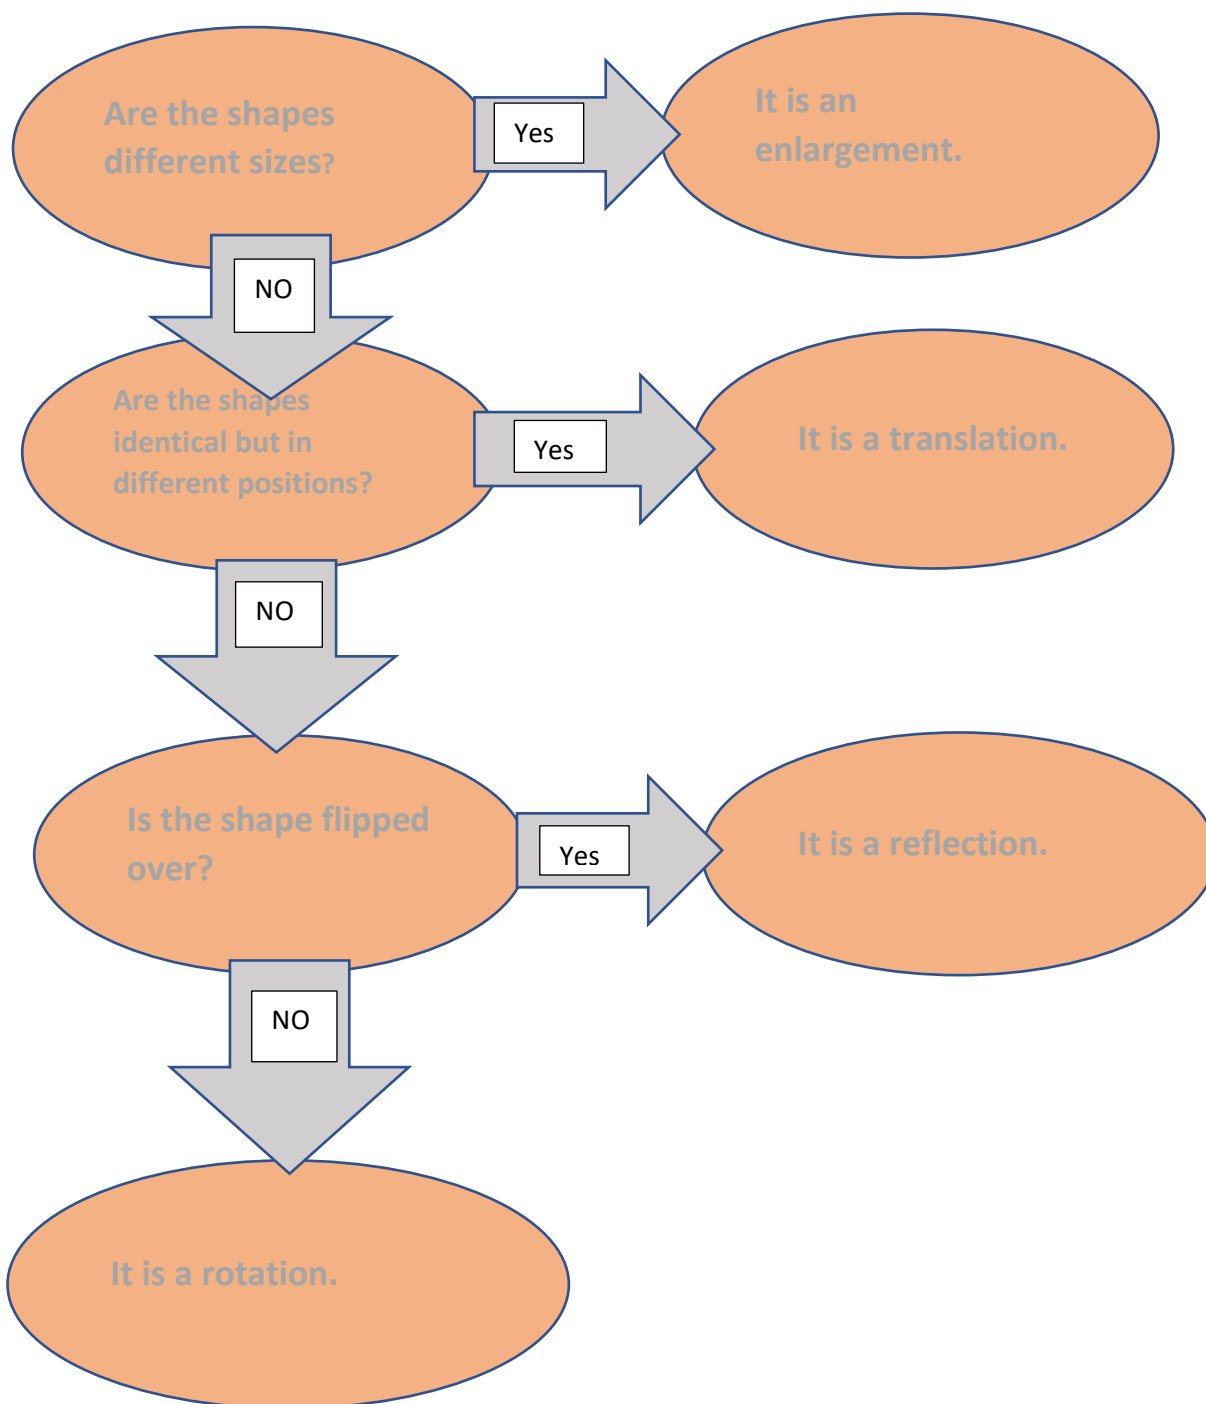 Are the shapes
different sizes?
Yes
It is an
enlargement.
NO
Are the shapes
identical but in
different positions?
Yes
It is a translation.
NO
Is the shape flipped
over?
Yes
It is a reflection.
NO
It is a rotation.